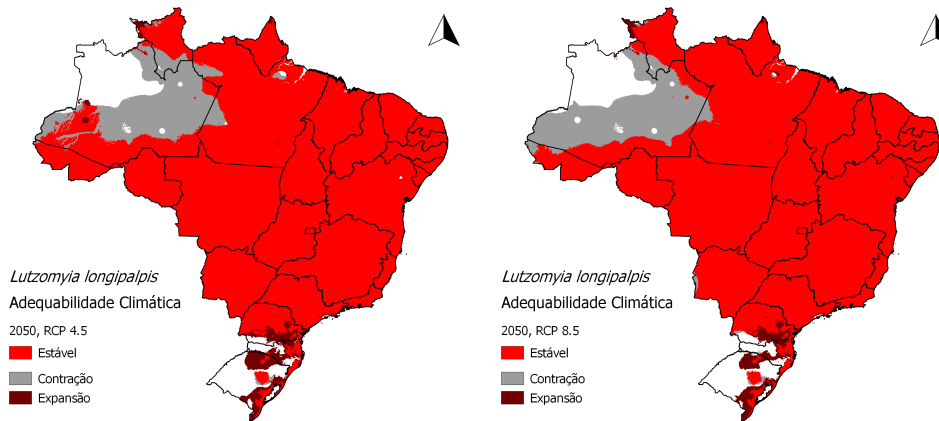 Lutzomyia longipalpis
Adequabilidade Climática
2050, RCP 4.5
Estável
Contração
Expansão
Lutzomyia longipalpis
Adequabilidade Climática
2050, RCP 8.5
Estável
Contração
Expansão